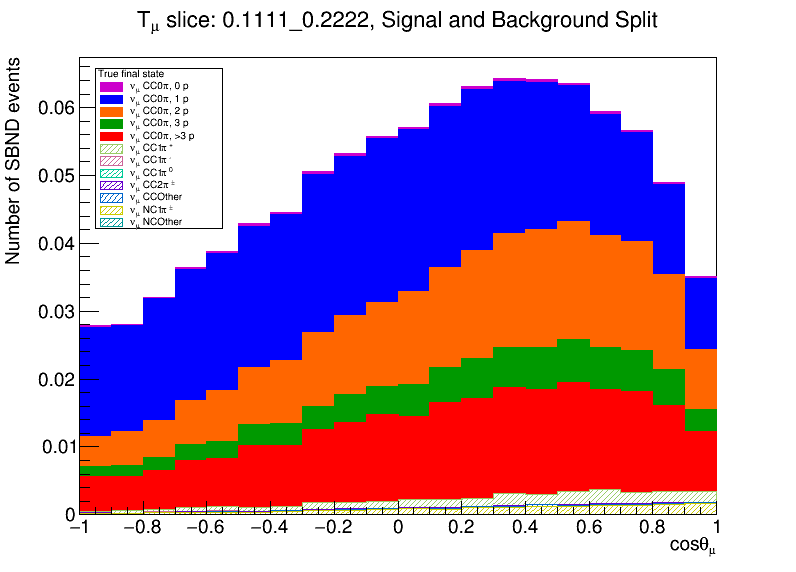 T_μ slice: 0.1111_0.2222, Signal and Background Split
Number of SBND events
True final state
ν_μ CC0π, 0 p
ν_μ CC0π, 1 p
ν_μ CC0π, 2 p
ν_μ CC0π, 3 p
ν_μ CC0π, >3 p
ν_μ CC1π⁺
ν_μ CC1π⁻
ν_μ CC1π⁰
ν_μ CC2π^±
ν_μ CCOther
ν_μ NC1π^±
ν_μ NCOther
0.06
0.05
0.04
0.03
0.02
0.01
0
−1 −0.8 −0.6 −0.4 −0.2 0 0.2 0.4 0.6 0.8 1
cosθ_μ